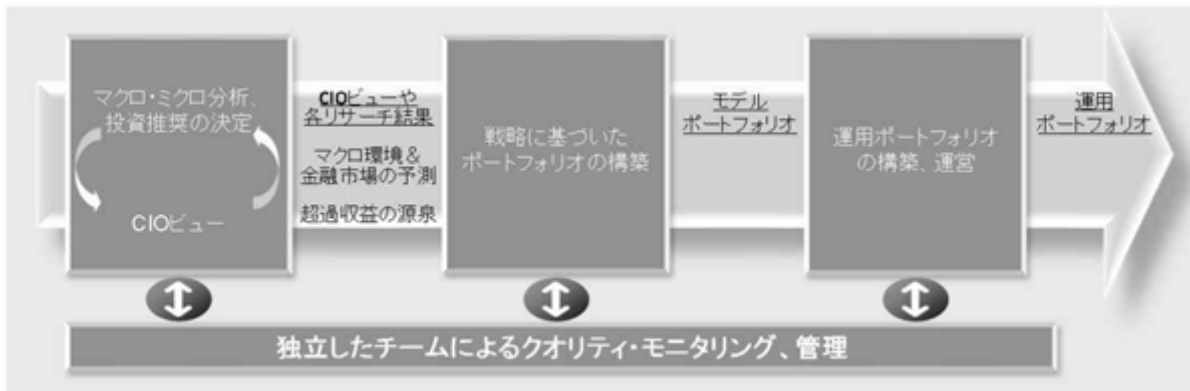 マクロ・ミクロ分析、
投資推奨の決定
CIOビュー
CIOビューや
各リサーチ結果
マクロ環境&
金融市場の予測
超過収益の源泉
戦略に基づいた
ポートフォリオの構築
モデル
ポートフォリオ
運用ポートフォリオ
の構築、運営
運用
ポートフォリオ
独立したチームによるクオリティ・モニタリング、管理